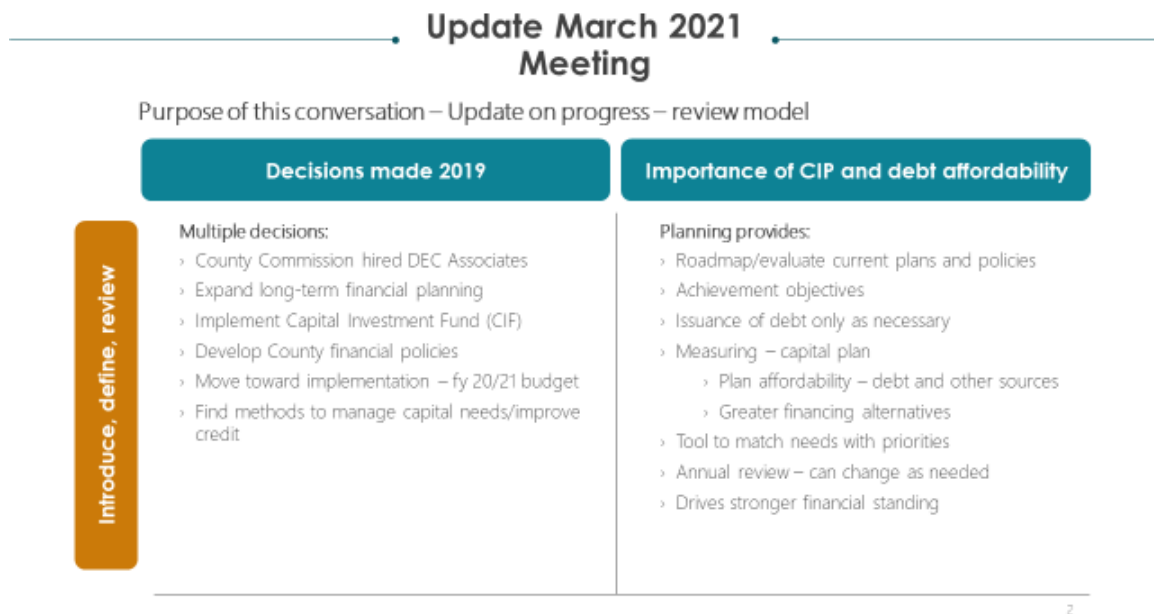 Update March 2021
Meeting
Purpose of this conversation – Update on progress – review model
Decisions made 2019
Importance of CIP and debt affordability
Introduce, define, review
Multiple decisions:
› County Commission hired DEC Associates
› Expand long-term financial planning
› Implement Capital Investment Fund (CIF)
› Develop County financial policies
› Move toward implementation – fy 20/21 budget
› Find methods to manage capital needs/improve
credit
Planning provides:
› Roadmap/evaluate current plans and policies
› Achievement objectives
› Issuance of debt only as necessary
› Measuring – capital plan
› Plan affordability – debt and other sources
› Greater financing alternatives
› Tool to match needs with priorities
› Annual review – can change as needed
› Drives stronger financial standing
2